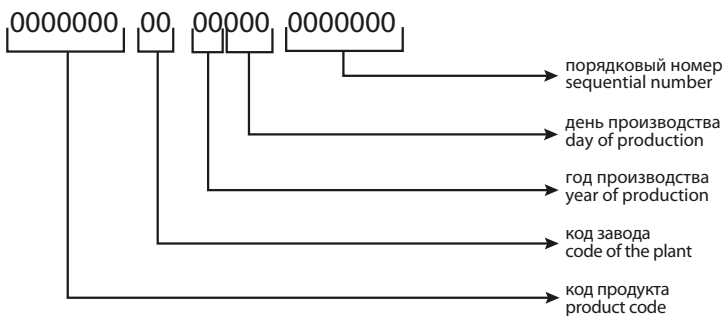 0000000 00 00000 0000000
порядковый номер
sequential number
день производства
day of production
год производства
year of production
код завода
code of the plant
код продукта
product code